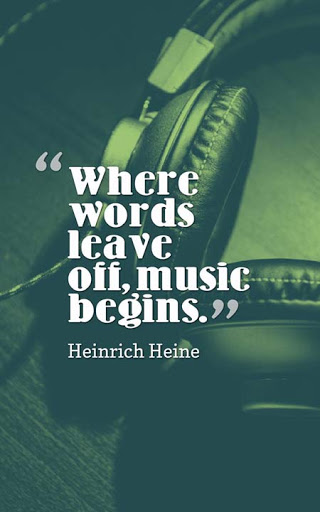 “Where
words
leave
off, music
begins.”
Heinrich Heine